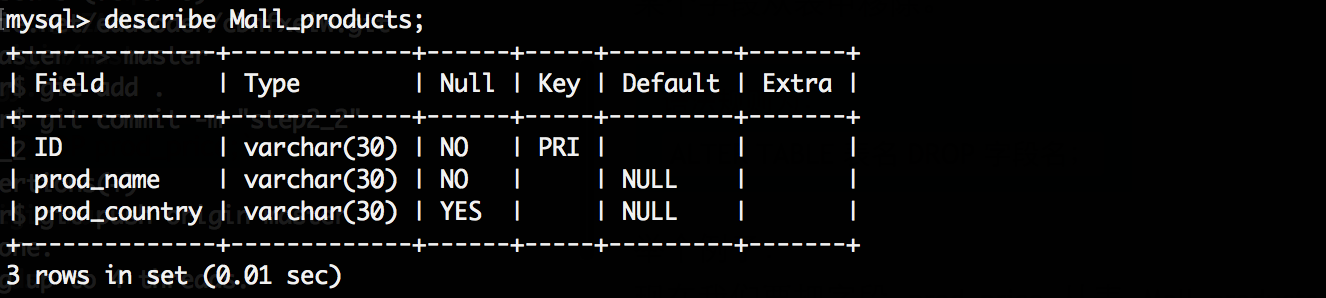 mysql> describe Mall_products;
+--------------+-------------+------+-----+---------+-------+
| Field | Type | Null | Key | Default | Extra |
+--------------+-------------+------+-----+---------+-------+
| ID | varchar(30) | NO | PRI | | |
| prod_name | varchar(30) | NO | | NULL | |
| prod_country | varchar(30) | YES | | NULL | |
+--------------+-------------+------+-----+---------+-------+
3 rows in set (0.01 sec)